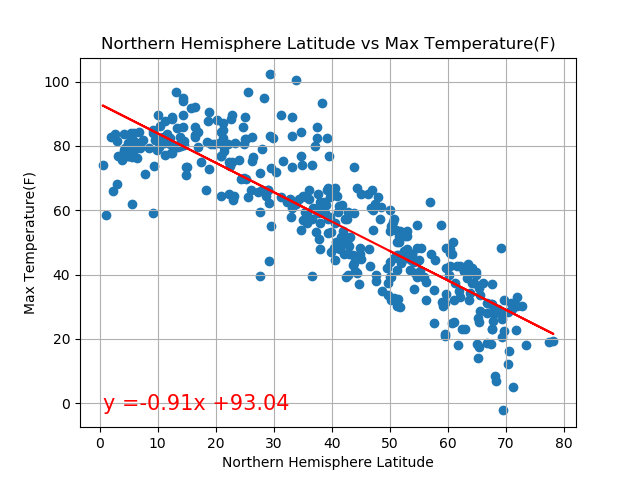 Northern Hemisphere Latitude vs Max Temperature(F)
Max Temperature(F)
100
80
60
40
20
0
y =-0.91x +93.04
0 10 20 30 40 50 60 70 80
Northern Hemisphere Latitude